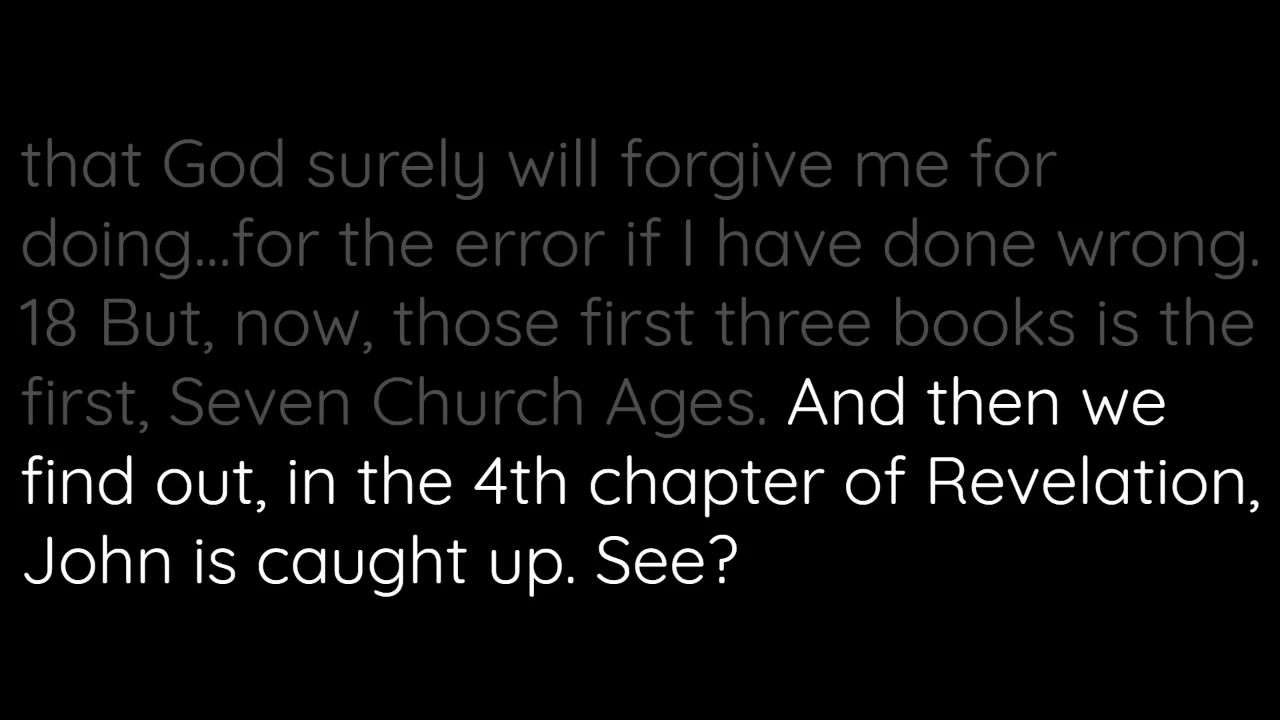 that God surely will forgive me for
doing...for the error if I have done wrong.
18 But, now, those first three books is the
first, Seven Church Ages. And then we
find out, in the 4th chapter of Revelation,
John is caught up. See?